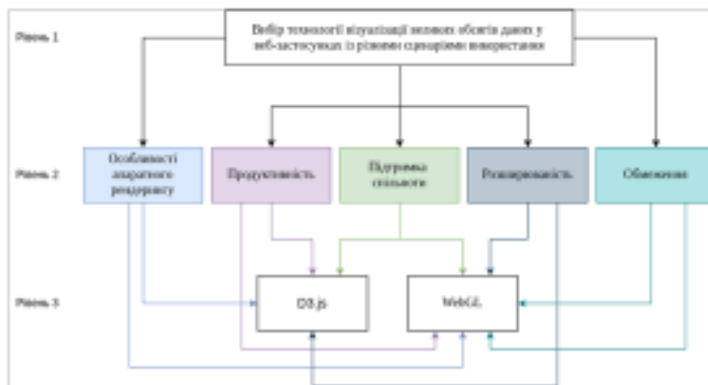 Рівень 1
Вибір технології візуалізації великих обсягів даних у
веб-застосунках із різними сценаріями використання
Рівень 2
Особливості
апаратного
рендерингу
Продуктивність
Підтримка
спільноти
Розширюваність
Обмеження
Рівень 3
D3.js
WebGL